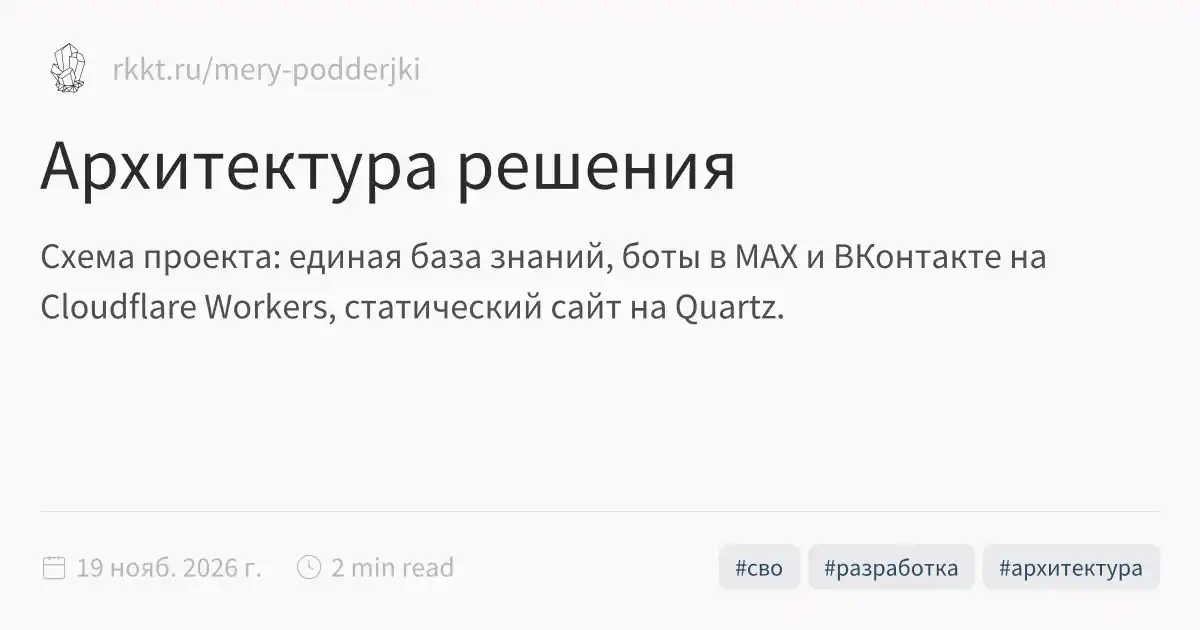 rkkt.ru/mery-podderjki
Архитектура решения
Схема проекта: единая база знаний, боты в MAX и ВКонтакте на
Cloudflare Workers, статический сайт на Quartz.
19 нояб. 2026 г. 2 min read #сво #разработка #архитектура